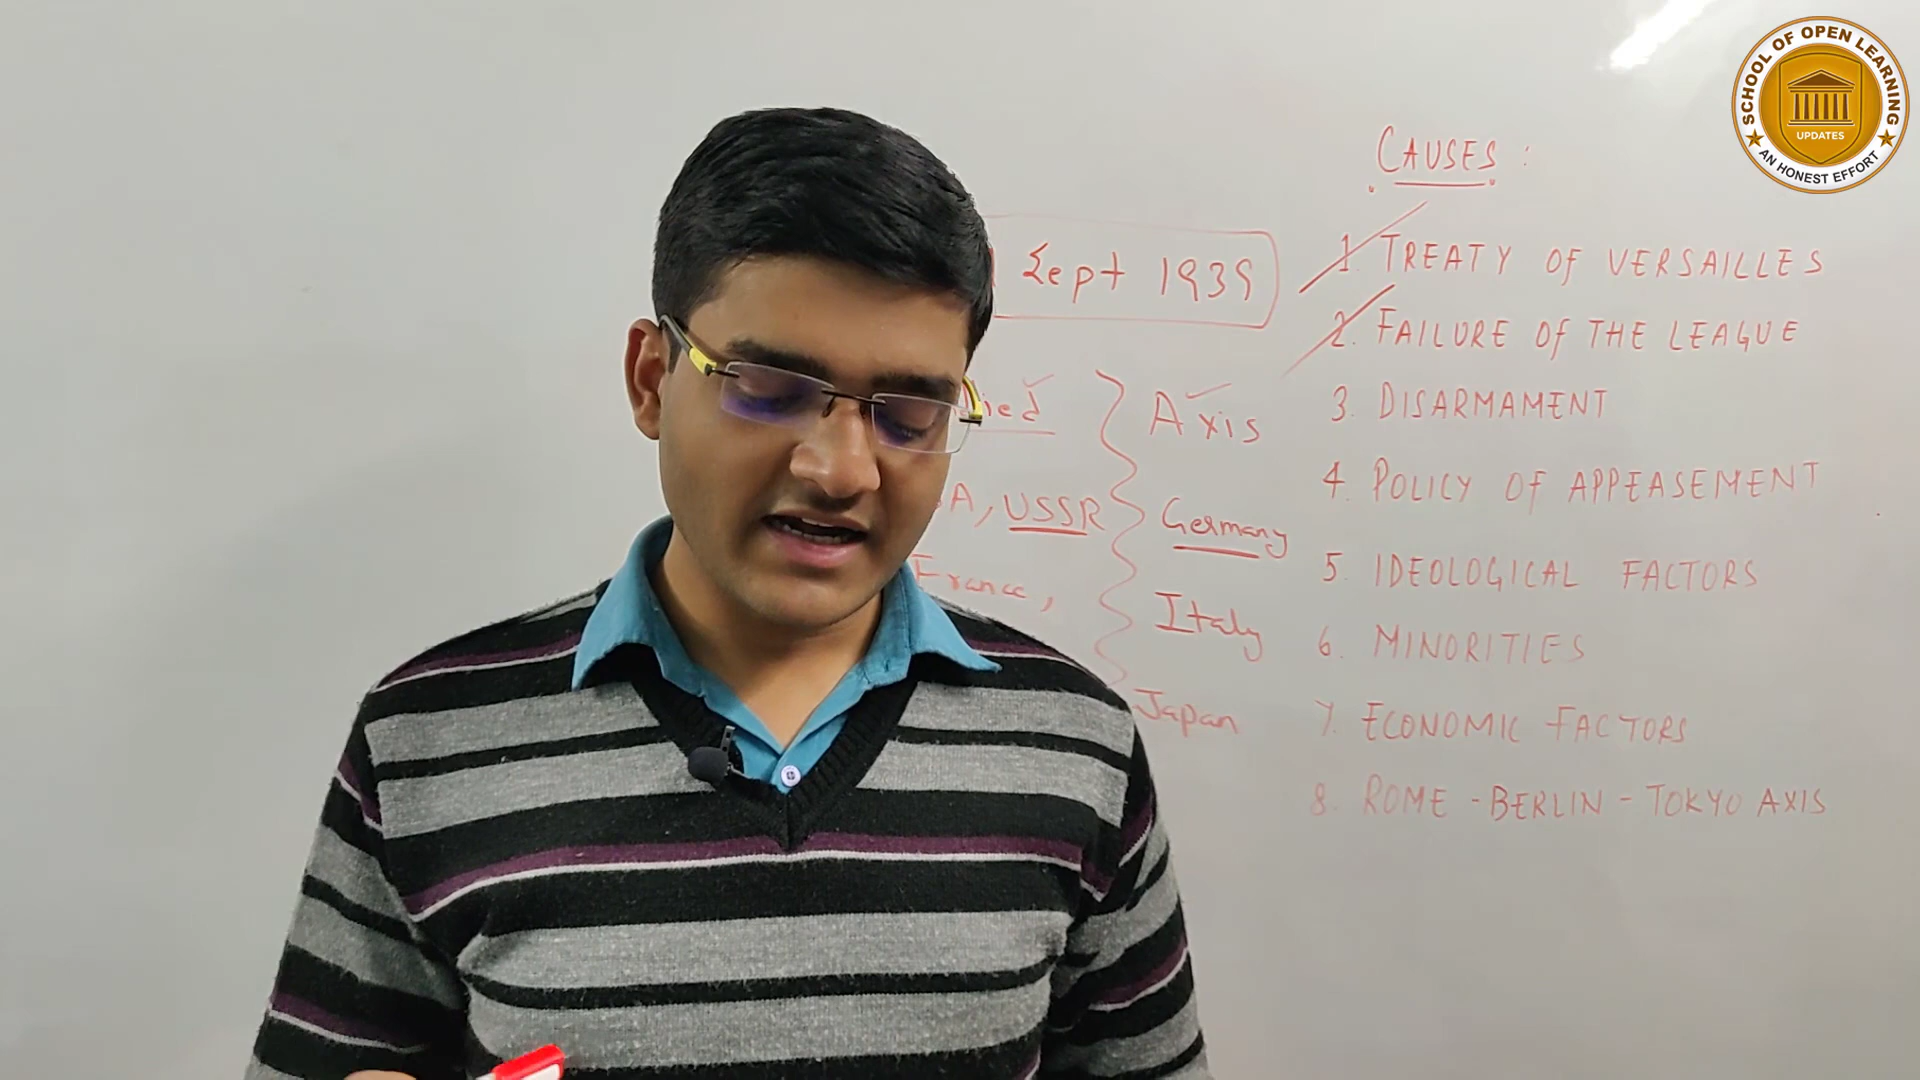 SCHOOL OF OPEN LEARNING
UPDATES
AN HONEST EFFORT
CAUSES :
Sept 1939
1. TREATY OF VERSAILLES
2. FAILURE OF THE LEAGUE
3. DISARMAMENT
4. POLICY OF APPEASEMENT
5. IDEOLOGICAL FACTORS
6. MINORITIES
7. ECONOMIC FACTORS
8. ROME - BERLIN - TOKYO AXIS
USSR
France,
Axis
Germany
Italy
Japan